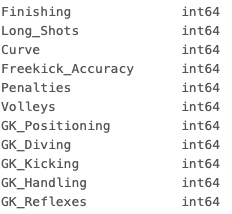 Finishing int64
Long_Shots int64
Curve int64
Freekick_Accuracy int64
Penalties int64
Volleys int64
GK_Positioning int64
GK_Diving int64
GK_Kicking int64
GK_Handling int64
GK_Reflexes int64